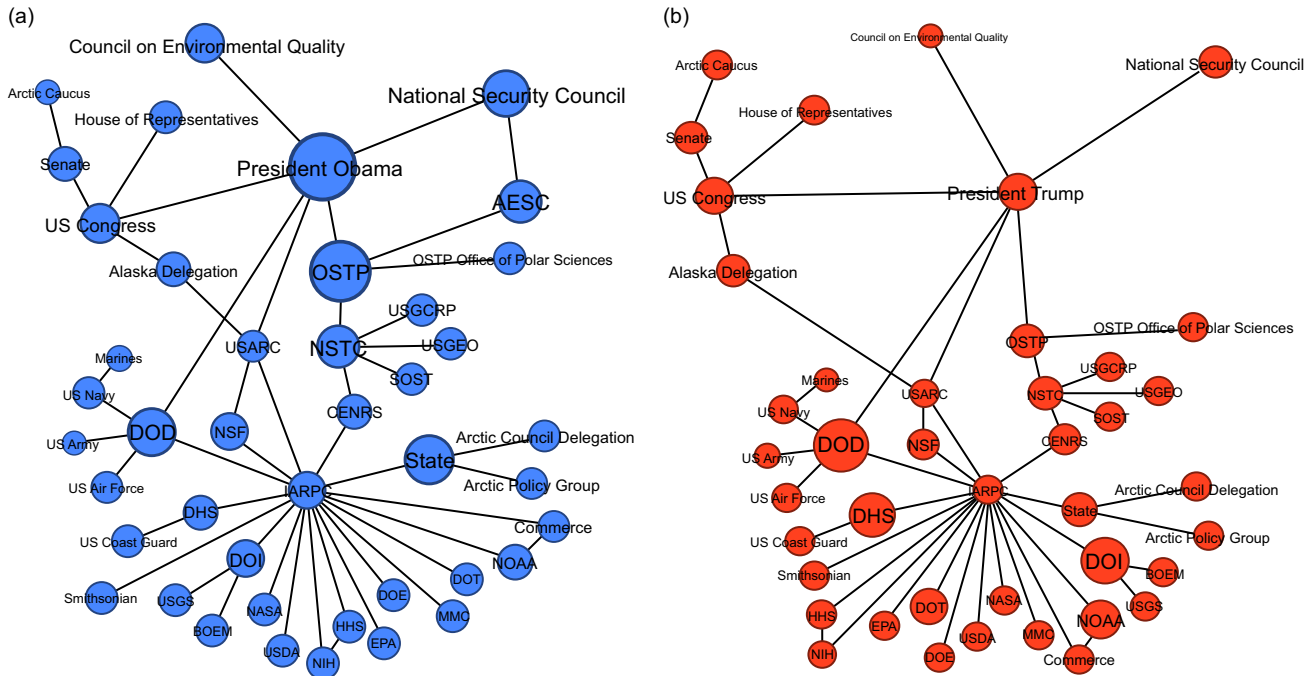 (a)
Council on Environmental Quality
National Security Council
Arctic Caucus
House of Representatives
Senate
President Obama
AESC
US Congress
OSTP Office of Polar Sciences
Alaska Delegation
OSTP
USGCRP
USARC
NSTC
USGEO
Marines
SOST
US Navy
CENRS
DOD
NSF
Arctic Council Delegation
US Army
State
US Air Force
IARPC
Arctic Policy Group
DHS
Commerce
US Coast Guard
DOI
NOAA
DOT
Smithsonian
USGS
NASA
DOE
MMC
BOEM
HHS
EPA
USDA
NIH
(b)
Council on Environmental Quality
Arctic Caucus
National Security Council
House of Representatives
Senate
US Congress
President Trump
Alaska Delegation
OSTP Office of Polar Sciences
OSTP
USGCRP
Marines
USARC
NSTC
USGEO
US Navy
SOST
DOD
NSF
CENRS
US Army
US Air Force
IARPC
Arctic Council Delegation
DHS
State
US Coast Guard
Arctic Policy Group
DOI
Smithsonian
BOEM
HHS
DOT
NASA
USGS
EPA
NOAA
USDA
MMC
NIH
DOE
Commerce